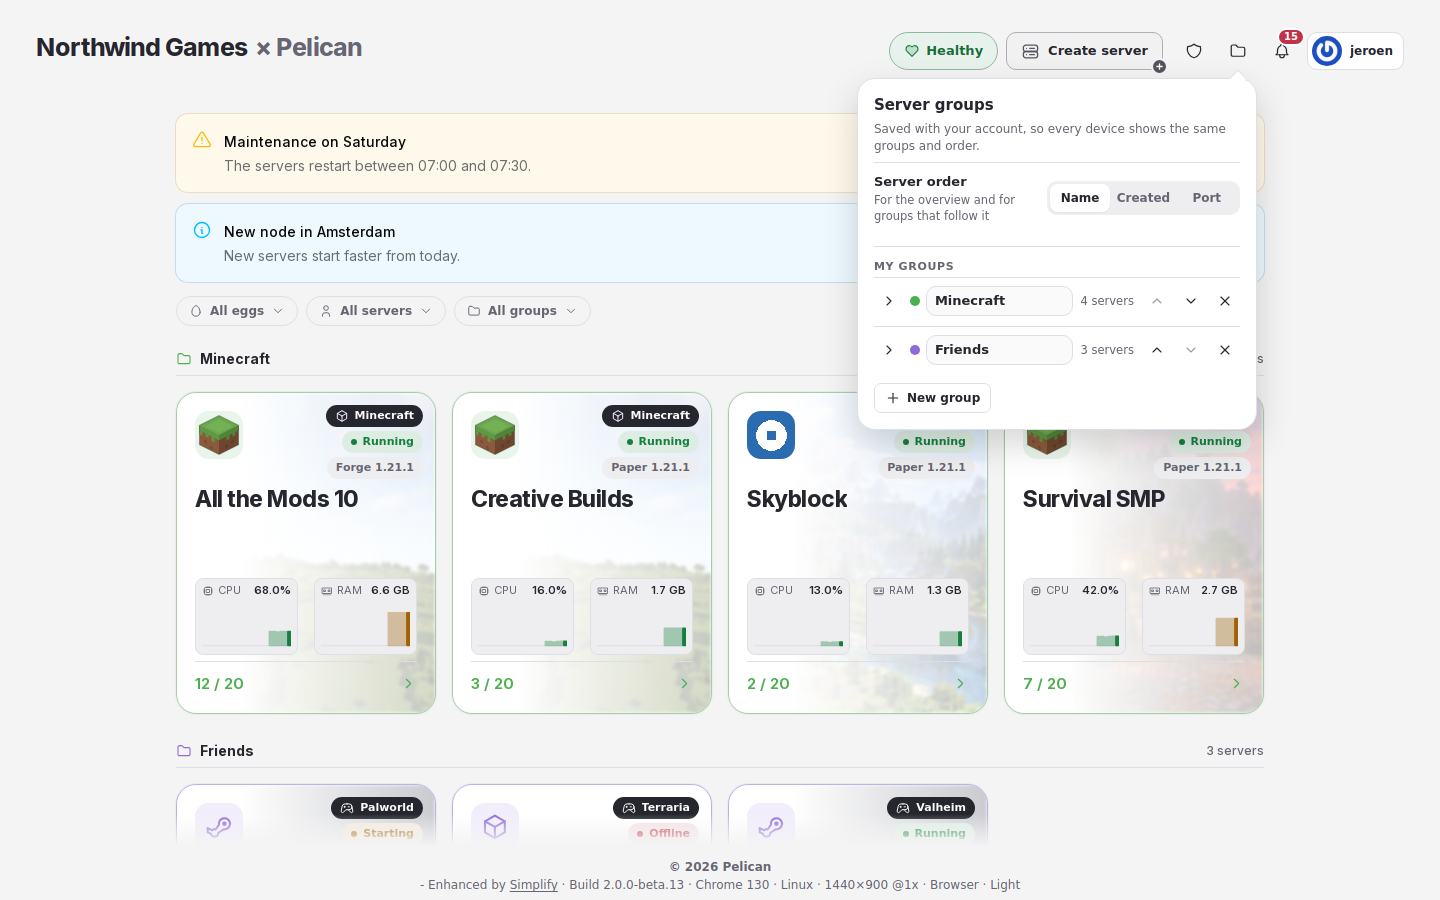 Northwind Games × Pelican
Healthy
Create server
15
jeroen
Server groups
Saved with your account, so every device shows the same
groups and order.
Server order
For the overview and for
groups that follow it
Name Created Port
MY GROUPS
Minecraft 4 servers
Friends 3 servers
New group
Maintenance on Saturday
The servers restart between 07:00 and 07:30.
New node in Amsterdam
New servers start faster from today.
All eggs All servers All groups
Minecraft
Minecraft
Running
Forge 1.21.1
All the Mods 10
CPU 68.0% RAM 6.6 GB
12 / 20
Minecraft
Running
Paper 1.21.1
Creative Builds
CPU 16.0% RAM 1.7 GB
3 / 20
Running
Paper 1.21.1
Skyblock
CPU 13.0% RAM 1.3 GB
2 / 20
Running
Paper 1.21.1
Survival SMP
CPU 42.0% RAM 2.7 GB
7 / 20
Friends 3 servers
Palworld
Starting
Terraria
Offline
Valheim
Running
© 2026 Pelican
- Enhanced by Simplify · Build 2.0.0-beta.13 · Chrome 130 · Linux · 1440×900 @1x · Browser · Light